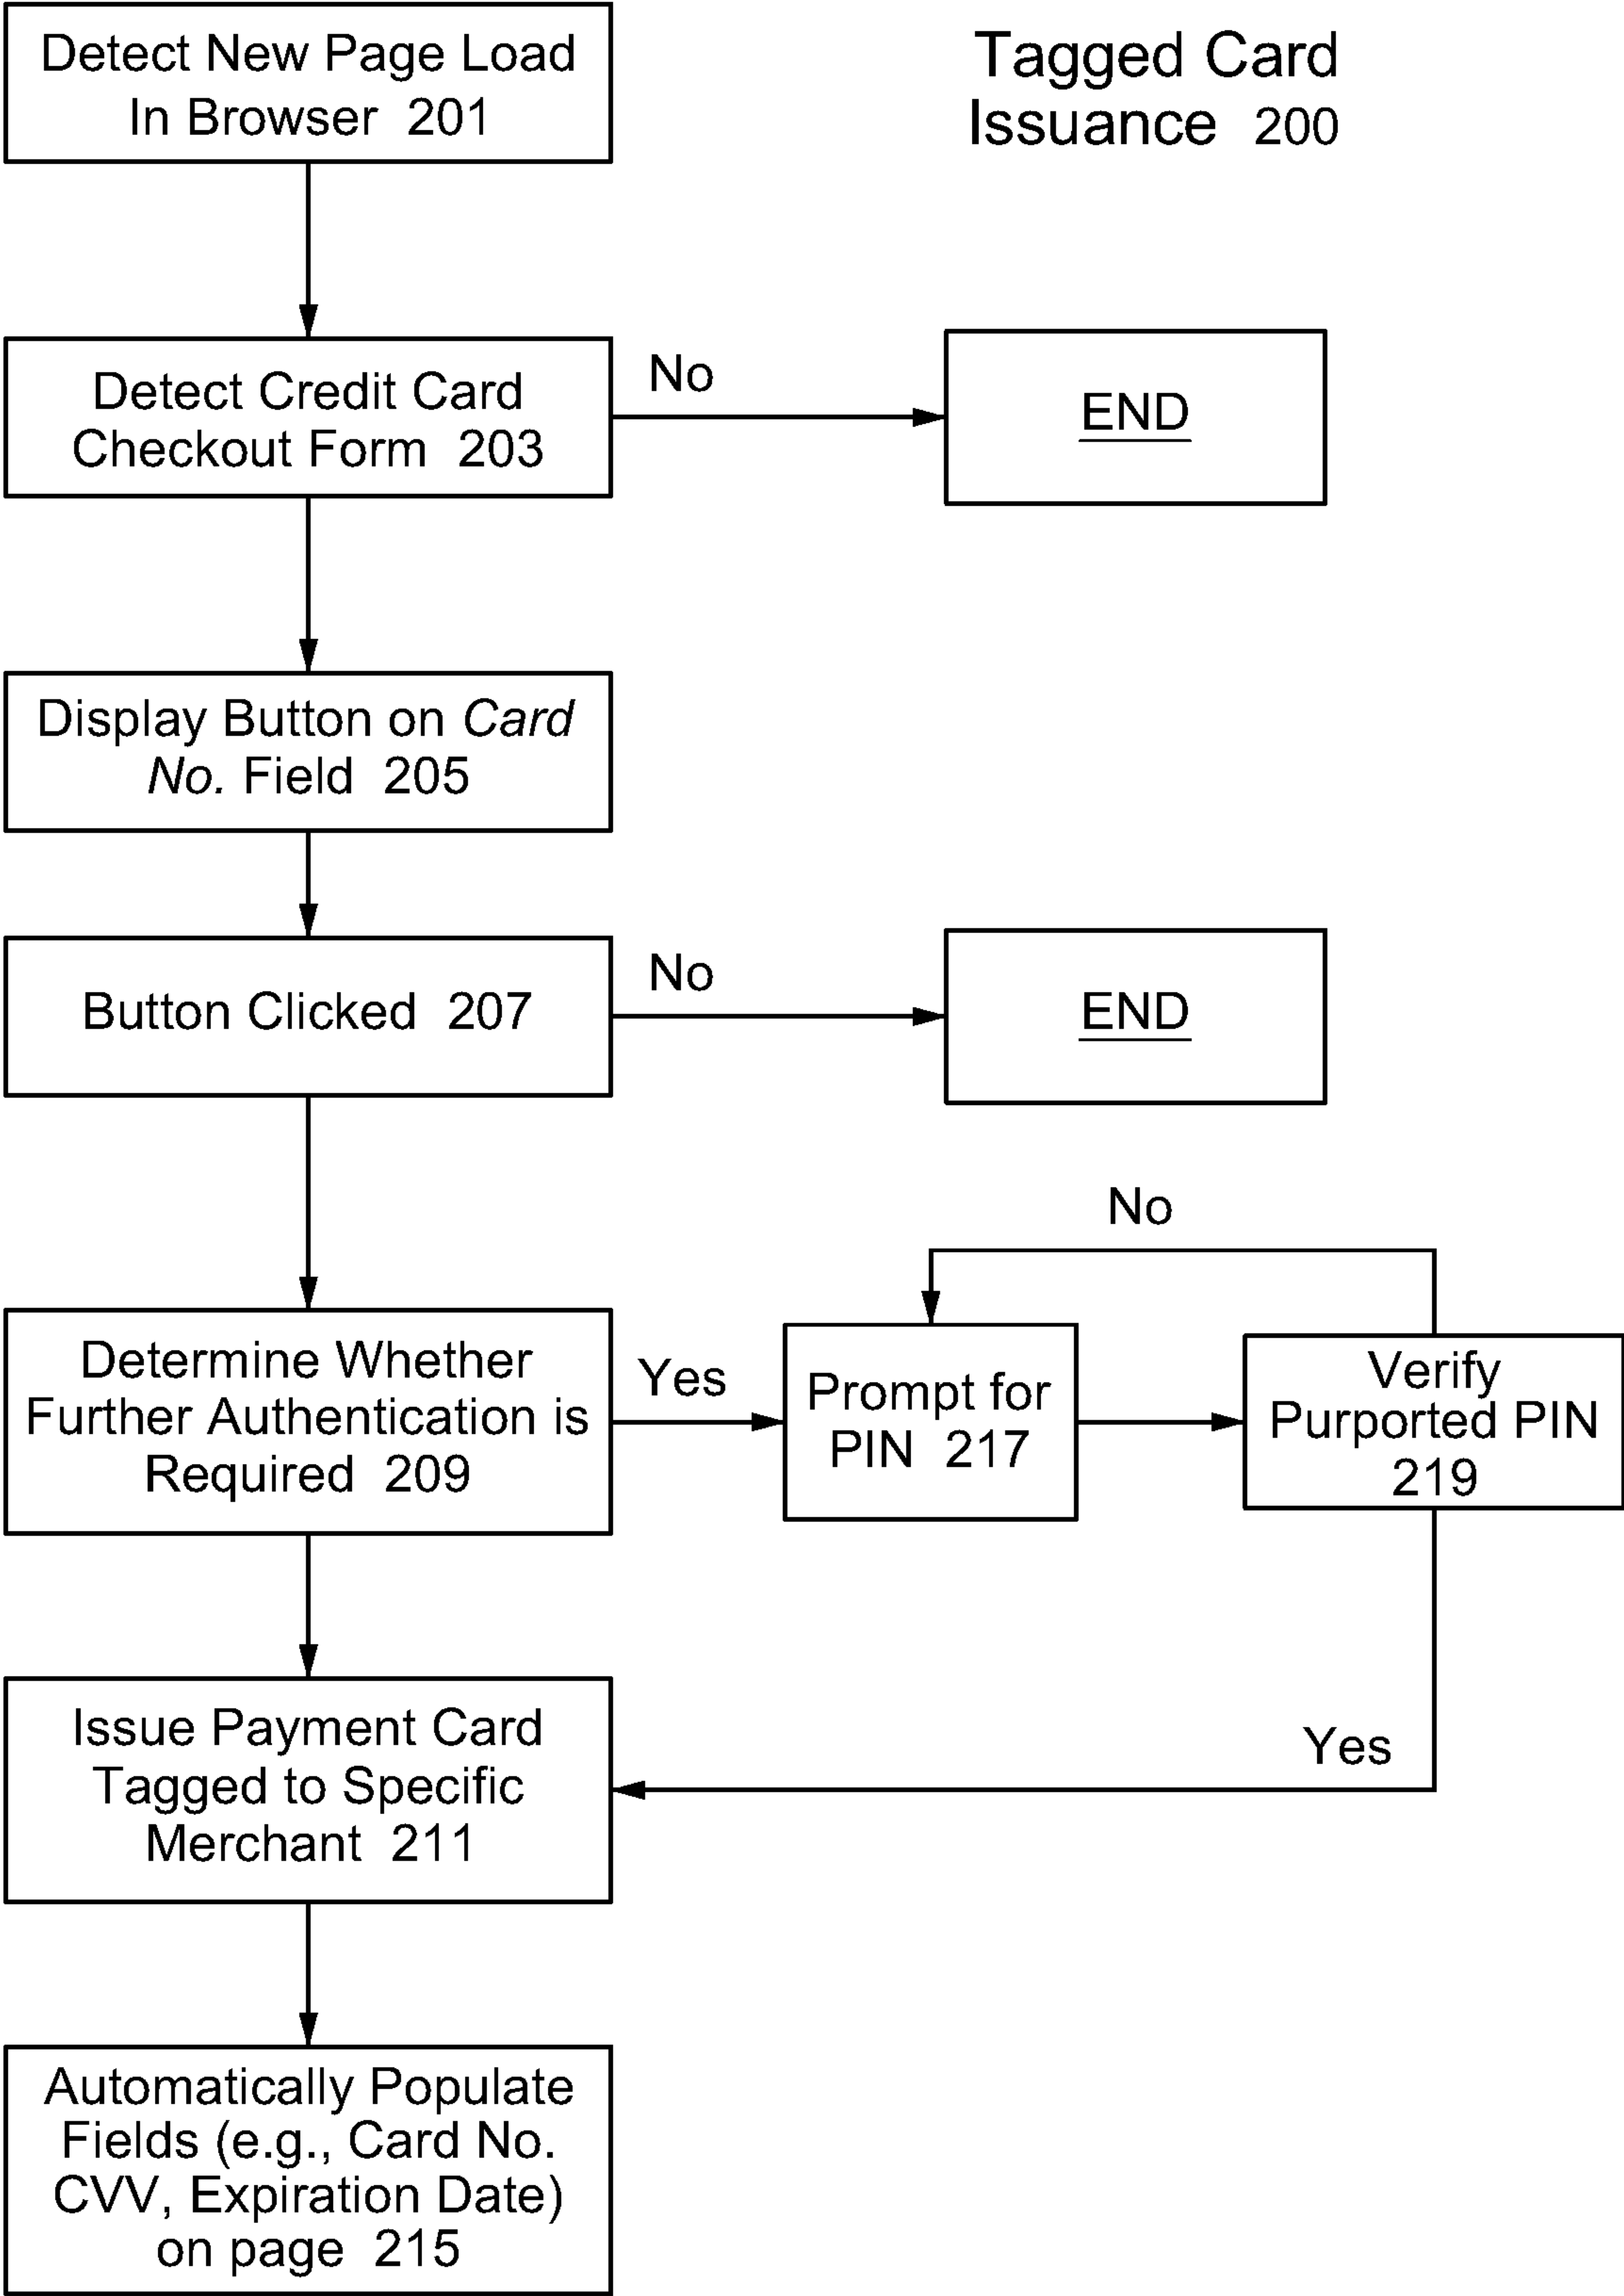 Detect New Page Load
In Browser 201
Tagged Card
Issuance 200
Detect Credit Card
Checkout Form 203
No
END
Display Button on Card
No. Field 205
Button Clicked 207
No
END
Determine Whether
Further Authentication is
Required 209
Yes
Prompt for
PIN 217
No
Verify
Purported PIN
219
Yes
Issue Payment Card
Tagged to Specific
Merchant 211
Automatically Populate
Fields (e.g., Card No.
CVV, Expiration Date)
on page 215